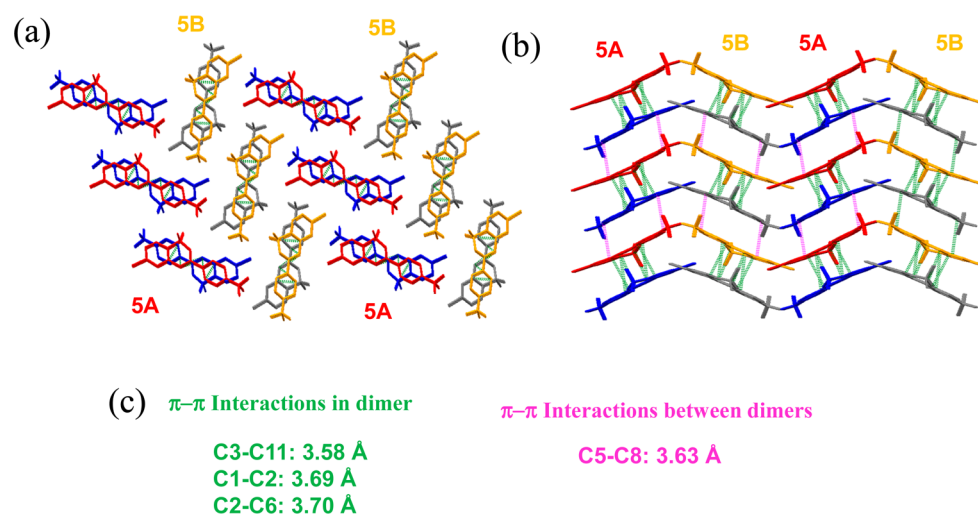 (a)
5B
5B
5A
5A
(b)
5A
5B
5A
5B
(c)
π–π Interactions in dimer
C3-C11: 3.58 Å
C1-C2: 3.69 Å
C2-C6: 3.70 Å
π–π Interactions between dimers
C5-C8: 3.63 Å